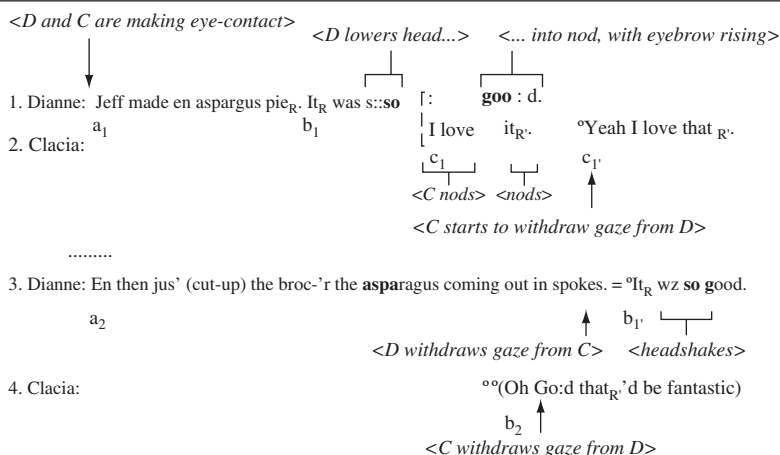 <D and C are making eye-contact>
<D lowers head...> <... into nod, with eyebrow rising>
1. Dianne: Jeff made en aspargus pieR. ItR was s::so [: goo : d.
a1 b1
I love itR'. ºYeah I love that R'.
2. Clacia:
c1 c1'
<C nods> <nods>
<C starts to withdraw gaze from D>
.........
3. Dianne: En then jus' (cut-up) the broc-'r the asparagus coming out in spokes. = ºItR wz so good.
a2 b1'
<D withdraws gaze from C> <headshakes>
4. Clacia: ºº(Oh Go:d thatR''d be fantastic)
b2
<C withdraws gaze from D>